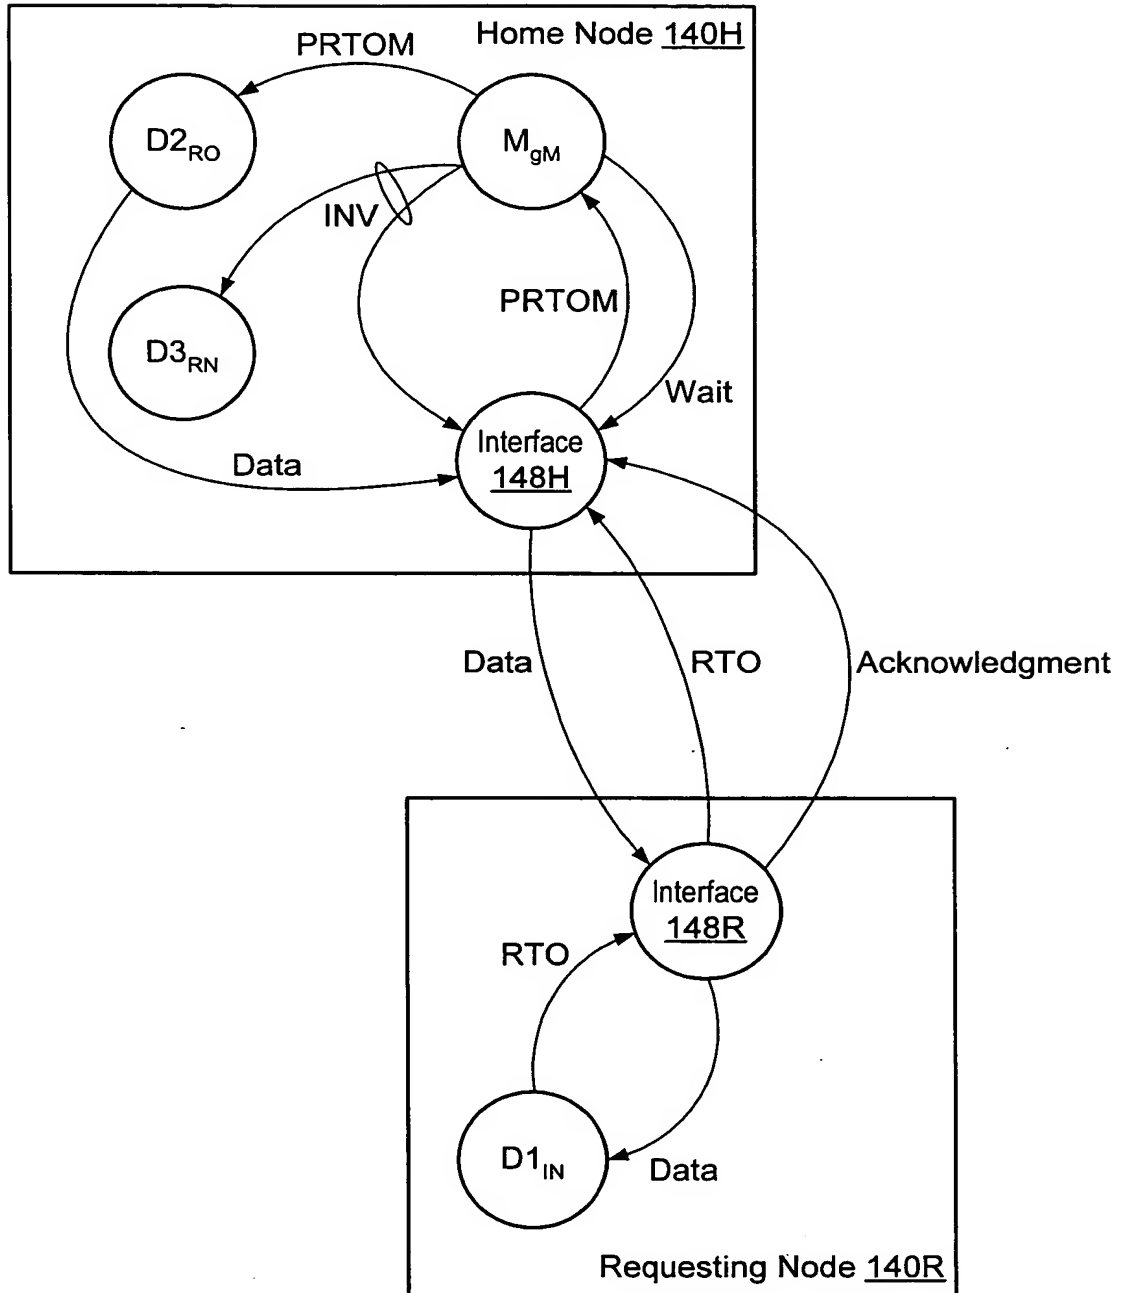 Home Node 140H
PRTOM
D2RO
MgM
INV
PRTOM
D3RN
Wait
Interface
148H
Data
Data
RTO
Acknowledgment
Interface
148R
RTO
D1IN
Data
Requesting Node 140R